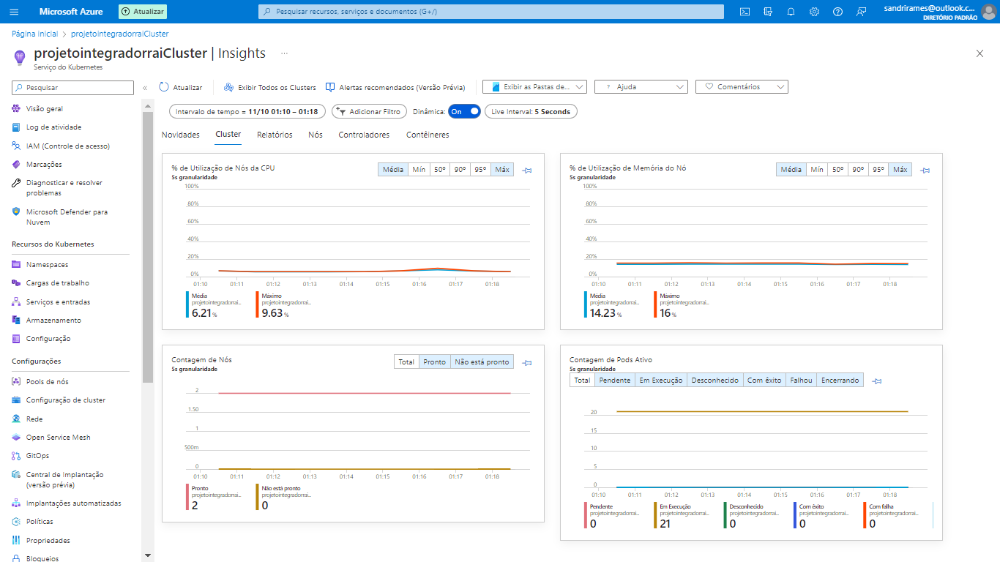 Microsoft Azure
Atualizar
Pesquisar recursos, serviços e documentos (G+/)
sandrirames@outlook.c...
DIRETÓRIO PADRÃO
Página inicial > projetointegradorraiCluster
projetointegradorraiCluster | Insights ...
Serviço do Kubernetes
Pesquisar
«
Atualizar
Exibir Todos os Clusters
Alertas recomendados (Versão Prévia)
Exibir as Pastas de...
? Ajuda
Comentários
Intervalo de tempo = 11/10 01:10 – 01:18
Adicionar Filtro
Dinâmica:
On
Live Interval: 5 Seconds
Novidades
Cluster
Relatórios
Nós
Controladores
Contêineres
Visão geral
Log de atividade
IAM (Controle de acesso)
Marcações
Diagnosticar e resolver
problemas
Microsoft Defender para
Nuvem
Recursos do Kubernetes
Namespaces
Cargas de trabalho
Serviços e entradas
Armazenamento
Configuração
Configurações
Pools de nós
Configuração de cluster
Rede
Open Service Mesh
GitOps
Central de Implantação
(versão prévia)
Implantações automatizadas
Políticas
Propriedades
Bloqueios
% de Utilização de Nós da CPU
5s granularidade
Média Mín 50º 90º 95º Máx
100%
80%
60%
40%
20%
0%
01:10 01:11 01:12 01:13 01:14 01:15 01:16 01:17 01:18
Média
projetointegradorrai...
6.21 %
Máximo
projetointegradorrai...
9.63 %
% de Utilização de Memória do Nó
5s granularidade
Média Mín 50º 90º 95º Máx
100%
80%
60%
40%
20%
0%
01:10 01:11 01:12 01:13 01:14 01:15 01:16 01:17 01:18
Média
projetointegradorrai...
14.23 %
Máximo
projetointegradorrai...
16 %
Contagem de Nós
5s granularidade
Total Pronto Não está pronto
2
1.50
1
500m
0
01:10 01:11 01:12 01:13 01:14 01:15 01:16 01:17 01:18
Pronto
projetointegradorrai...
2
Não está pronto
projetointegradorrai...
0
Contagem de Pods Ativo
5s granularidade
Total Pendente Em Execução Desconhecido Com êxito Falhou Encerrando
20
15
10
5
0
01:10 01:11 01:12 01:13 01:14 01:15 01:16 01:17 01:18
Pendente
projetointegradorrai...
0
Em Execução
projetointegradorrai...
21
Desconhecido
projetointegradorrai...
0
Com êxito
projetointegradorrai...
0
Com falha
projetointegradorrai...
0